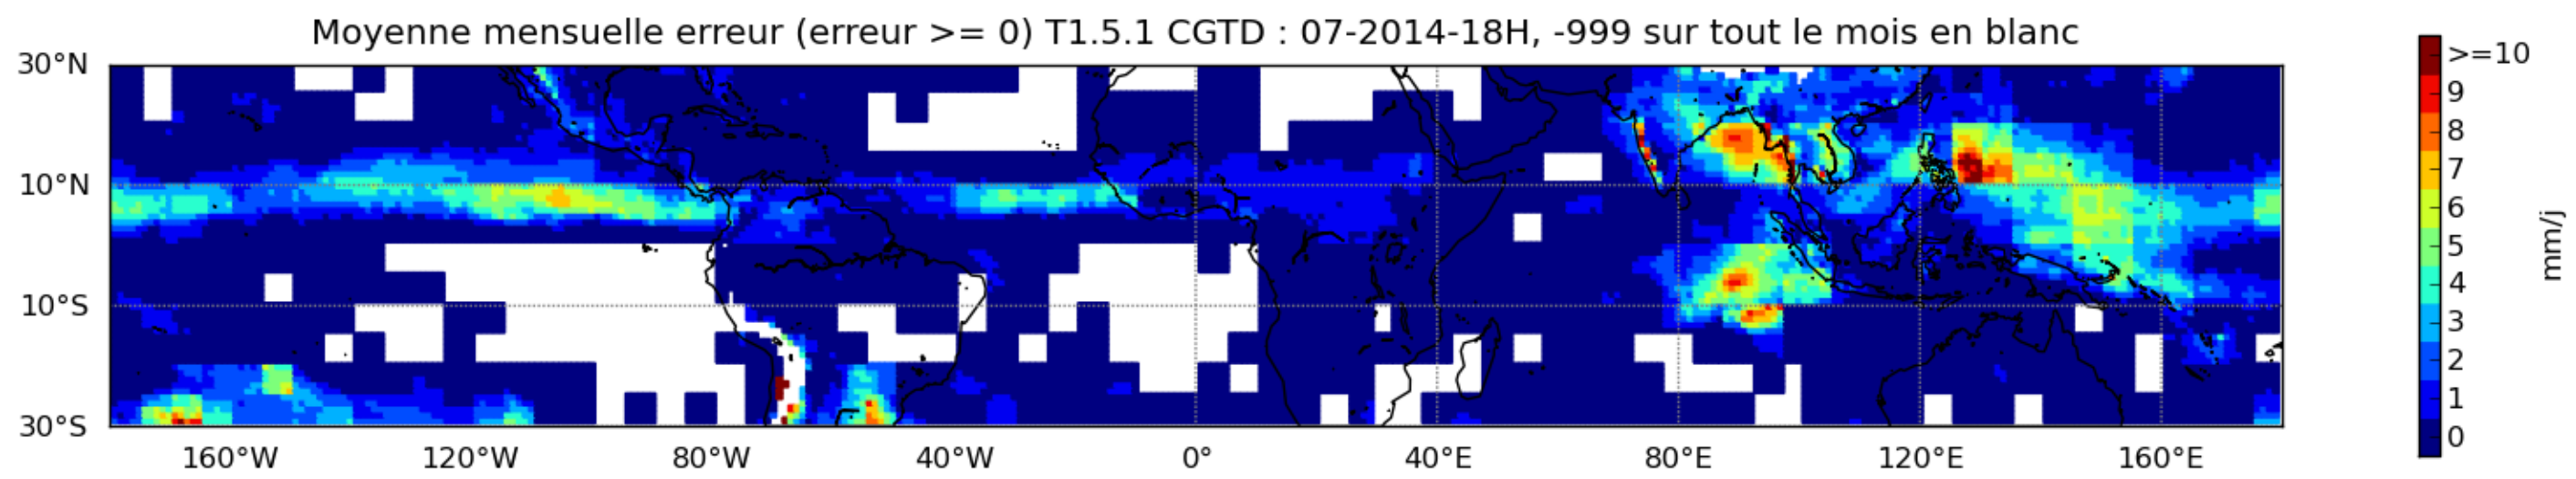 Moyenne mensuelle erreur (erreur >= 0) T1.5.1 CGTD : 07-2014-18H, -999 sur tout le mois en blanc
30°N
10°N
10°S
30°S
160°W 120°W 80°W 40°W 0° 40°E 80°E 120°E 160°E
>=10
9
8
7
6
5
4
3
2
1
0
mm/j